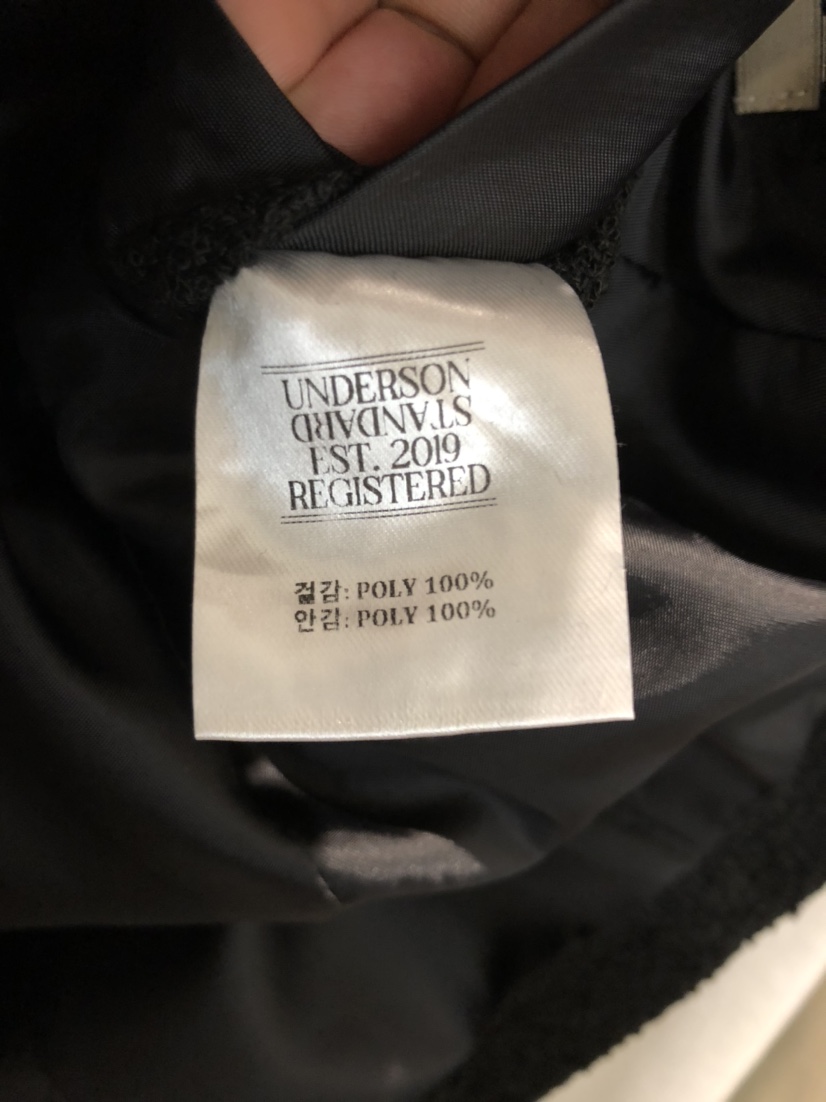 UNDERSON
STANDARD
EST. 2019
REGISTERED
겉감: POLY 100%
안감: POLY 100%